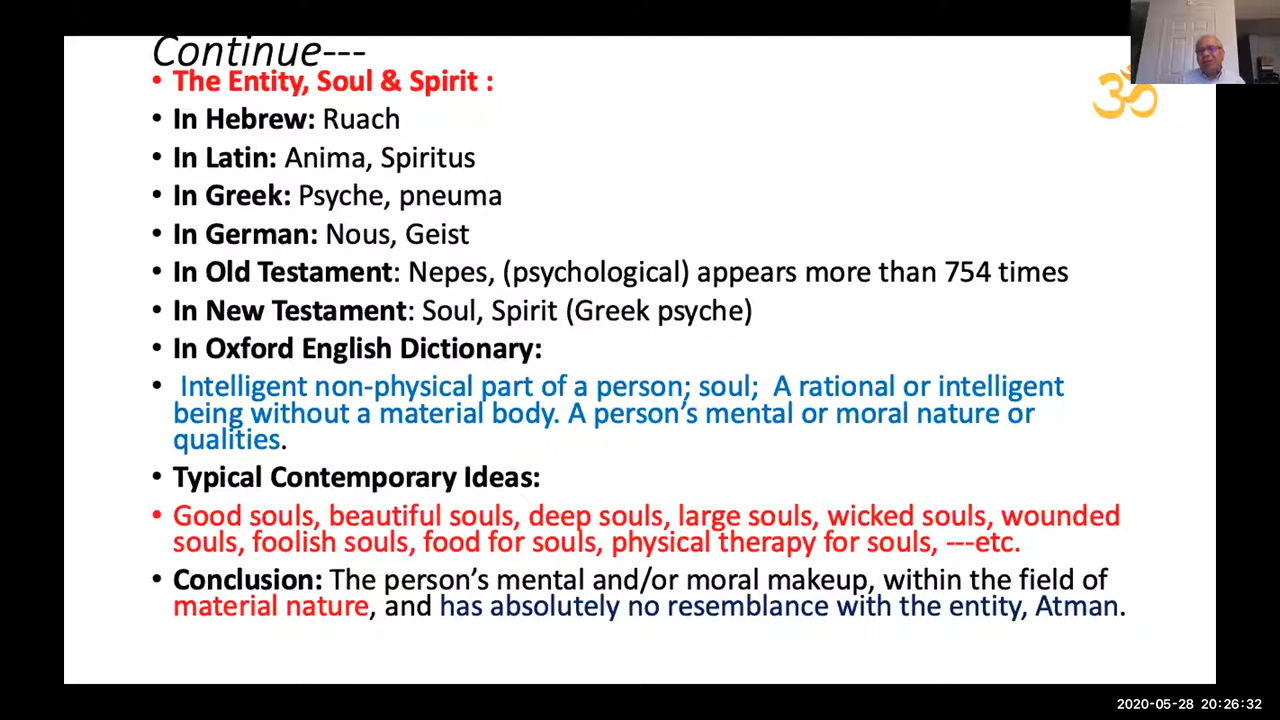 Continue---
• The Entity, Soul & Spirit :
• In Hebrew: Ruach
• In Latin: Anima, Spiritus
• In Greek: Psyche, pneuma
• In German: Nous, Geist
• In Old Testament: Nepes, (psychological) appears more than 754 times
• In New Testament: Soul, Spirit (Greek psyche)
• In Oxford English Dictionary:
• Intelligent non-physical part of a person; soul; A rational or intelligent
being without a material body. A person's mental or moral nature or
qualities.
• Typical Contemporary Ideas:
• Good souls, beautiful souls, deep souls, large souls, wicked souls, wounded
souls, foolish souls, food for souls, physical therapy for souls, ---etc.
• Conclusion: The person's mental and/or moral makeup, within the field of
material nature, and has absolutely no resemblance with the entity, Atman.
ॐ
2020-05-28 20:26:32